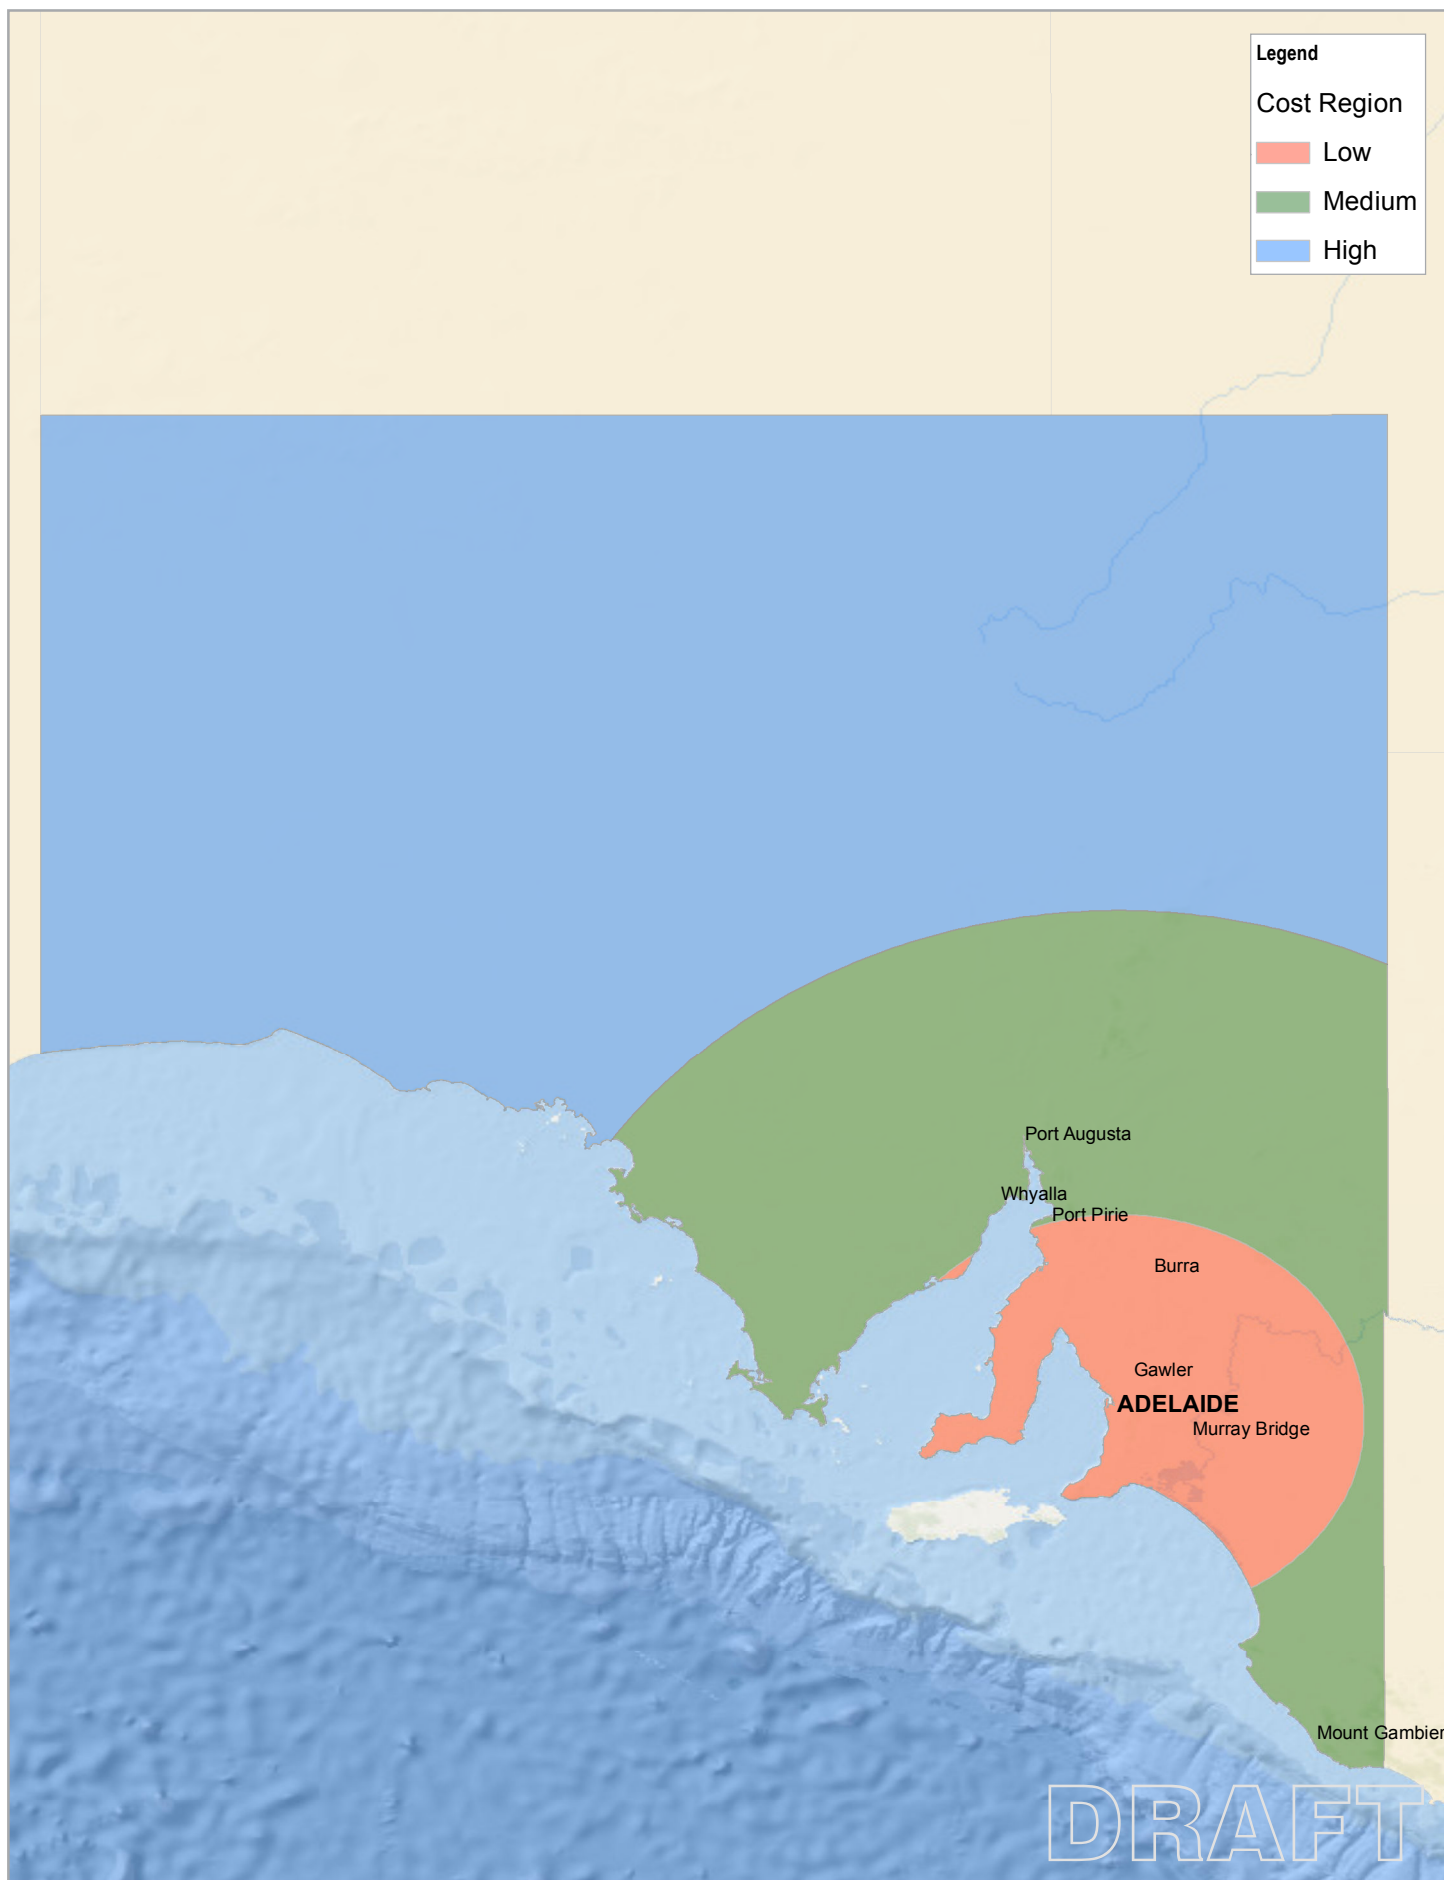 Legend
Cost Region
Low
Medium
High
Port Augusta
Whyalla
Port Pirie
Burra
Gawler
ADELAIDE
Murray Bridge
Mount Gambier
DRAFT